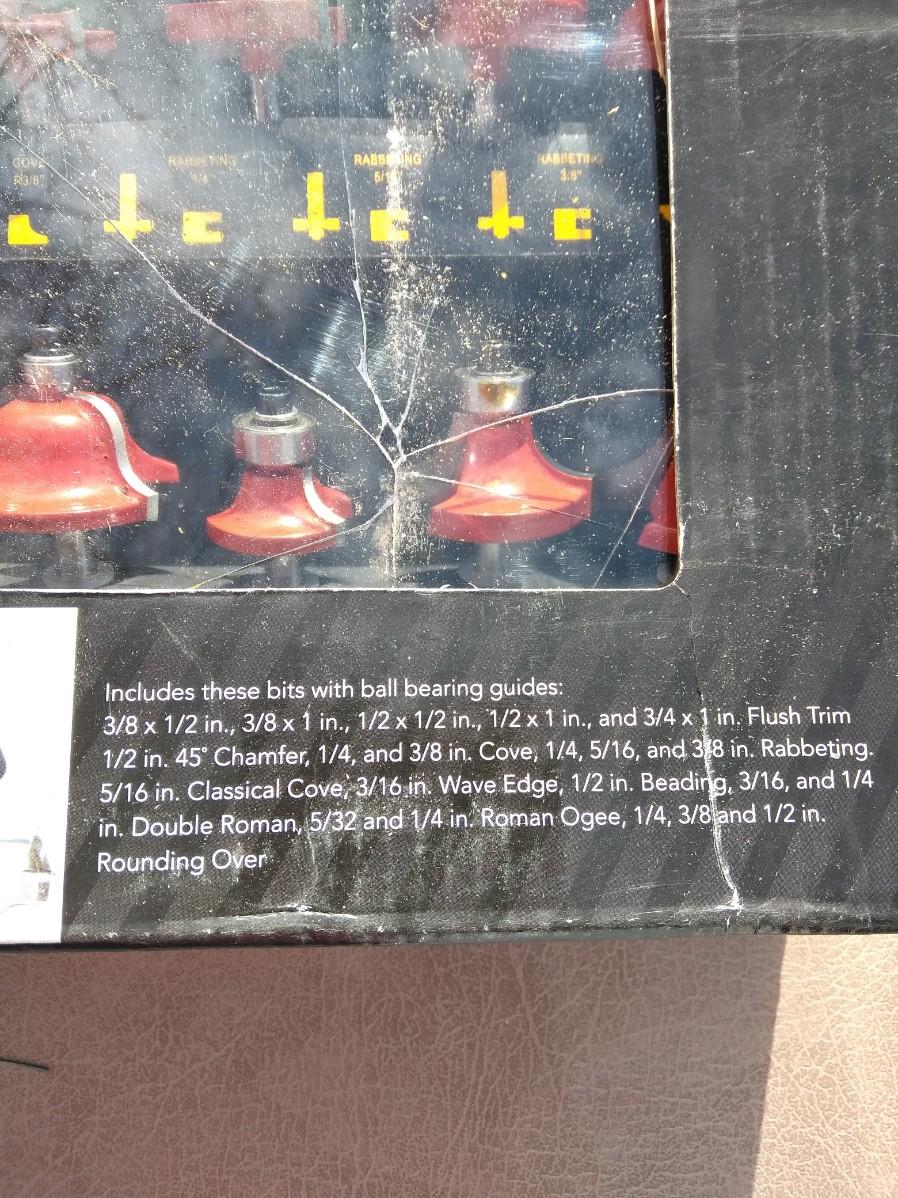 COVE RABBETING RABBETING RABBETING
R3/8" 1/4" 3/8"
Includes these bits with ball bearing guides:
3/8 x 1/2 in., 3/8 x 1 in., 1/2 x 1/2 in., 1/2 x 1 in., and 3/4 x 1 in. Flush Trim
1/2 in. 45° Chamfer, 1/4, and 3/8 in. Cove, 1/4, 5/16, and 3/8 in. Rabbeting.
5/16 in. Classical Cove, 3/16 in. Wave Edge, 1/2 in. Beading, 3/16, and 1/4
in. Double Roman, 5/32 and 1/4 in. Roman Ogee, 1/4, 3/8 and 1/2 in.
Rounding Over